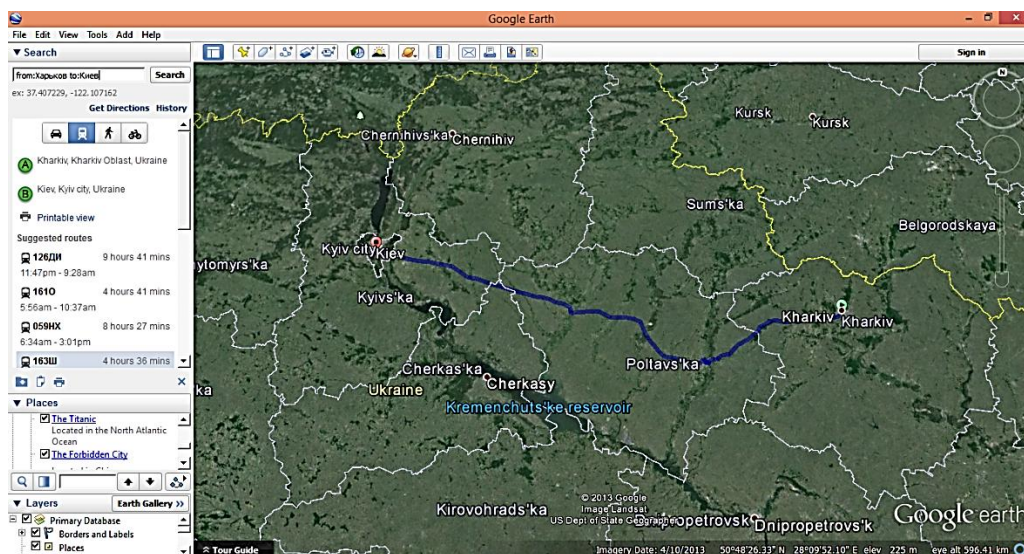 Google Earth
File Edit View Tools Add Help
Sign in
▼ Search
from:Харьков to:Киев
Search
ex: 37.407229, -122.107162
Get Directions History
A
Kharkiv, Kharkiv Oblast, Ukraine
B
Kiev, Kyiv city, Ukraine
Printable view
Suggested routes
126ДИ 9 hours 41 mins
11:47pm - 9:28am
161О 4 hours 41 mins
5:56am - 10:37am
059НХ 8 hours 27 mins
6:34am - 3:01pm
163Ш 4 hours 36 mins
▼ Places
The Titanic
Located in the North Atlantic
Ocean
The Forbidden City
▼ Layers
Earth Gallery >>
Primary Database
Borders and Labels
Places
N
Kursk
Kursk
Chernihivs'ka
Chernihiv
Sums'ka
Belgorodskaya
Kyiv city
Kiev
ytomyrs'ka
Kyivs'ka
Kharkiv
Kharkiv
Poltavs'ka
Cherkas'ka
Cherkasy
ka
Ukraine
Kremenchuts'ke reservoir
Kirovohrads'ka
© 2013 Google
Image Landsat
US Dept of State Geographer
Dnipropetrovs'k
Dnipropetrovs'k
Google earth
Tour Guide
Imagery Date: 4/10/2013 50°48'26.33" N 28°09'52.10" E elev 225 m eye alt 596.41 km